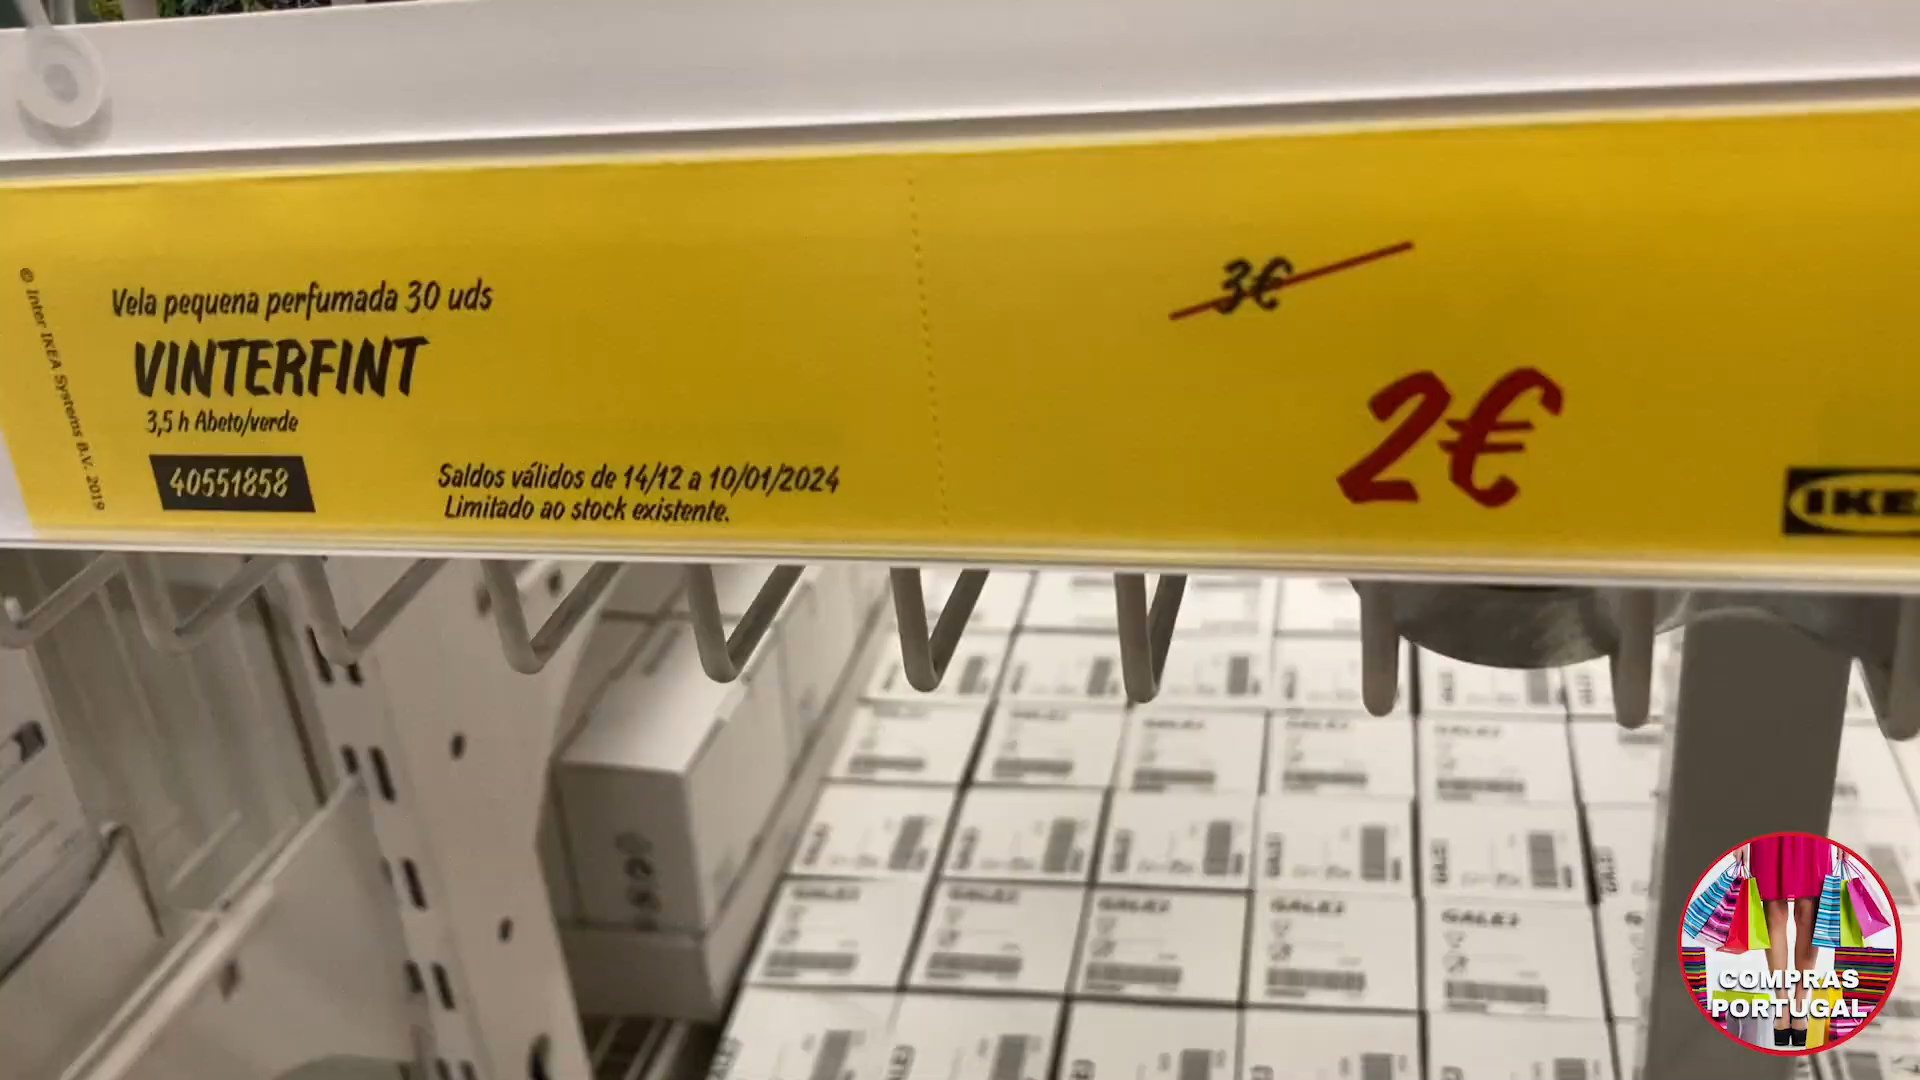 © Inter IKEA Systems B.V. 2019
Vela pequena perfumada 30 uds
VINTERFINT
3,5 h Abeto/verde
40551858
Saldos válidos de 14/12 a 10/01/2024
Limitado ao stock existente.
3€
2€
IKEA
COMPRAS
PORTUGAL